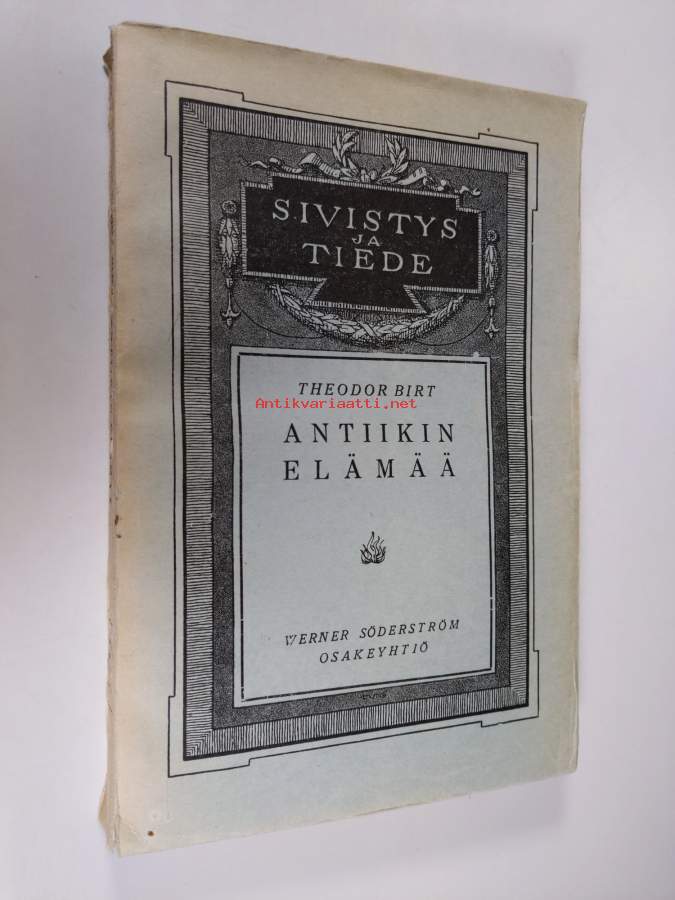 SIVISTYS
JA
TIEDE
THEODOR BIRT
Antikvariaatti.net
ANTIIKIN
ELÄMÄÄ
WERNER SÖDERSTRÖM
OSAKEYHTIÖ